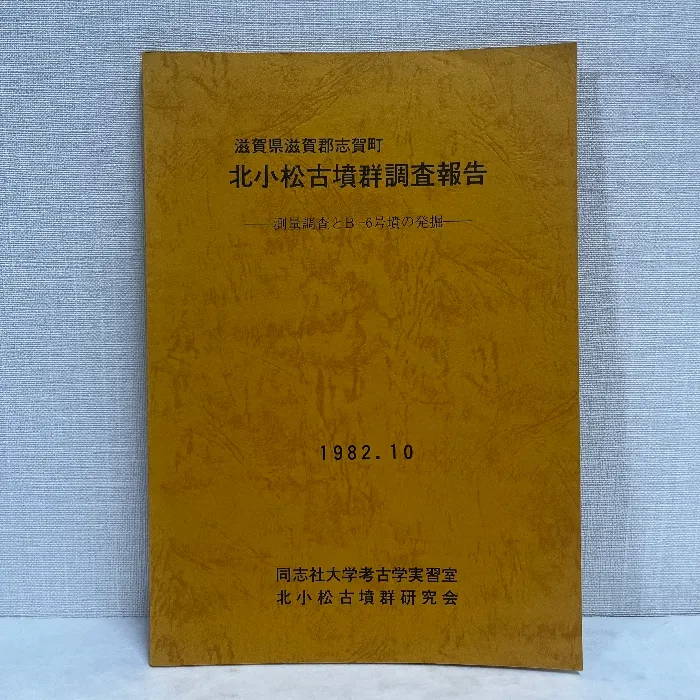 滋賀県滋賀郡志賀町
北小松古墳群調査報告
——測量調査とB-6号墳の発掘——
1982.10
同志社大学考古学実習室
北小松古墳群研究会